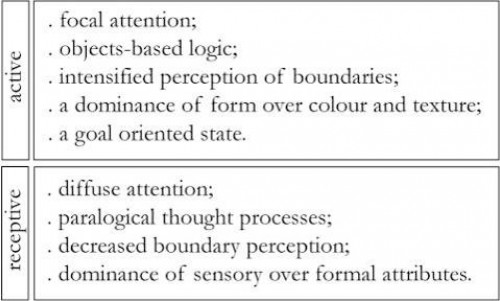 active
. focal attention;
. objects-based logic;
. intensified perception of boundaries;
. a dominance of form over colour and texture;
. a goal oriented state.
receptive
. diffuse attention;
. paralogical thought processes;
. decreased boundary perception;
. dominance of sensory over formal attributes.